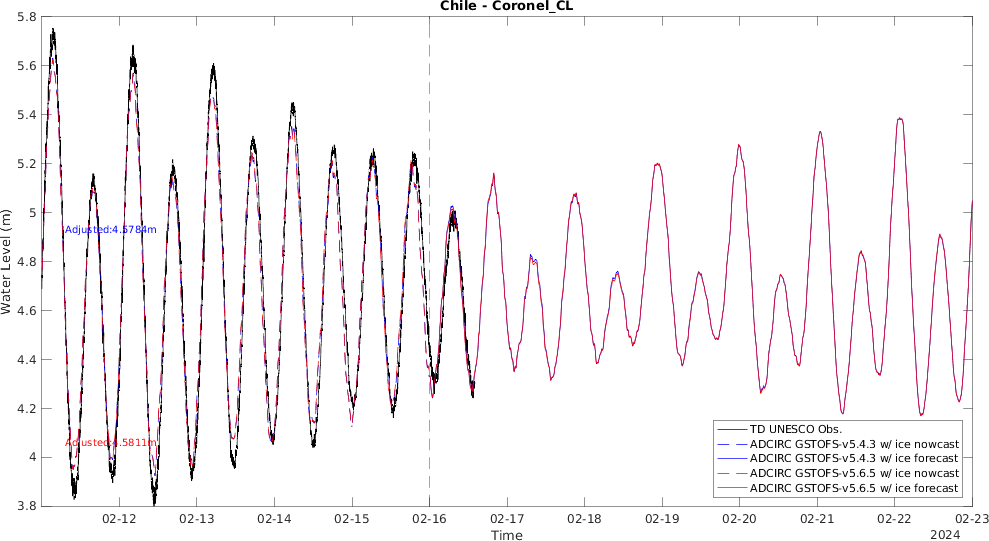 Chile - Coronel_CL
5.8
5.6
5.4
5.2
5
4.8
4.6
4.4
4.2
4
3.8
Water Level (m)
Adjusted:4.5784m
Adjusted:4.5811m
TD UNESCO Obs.
ADCIRC GSTOFS-v5.4.3 w/ ice nowcast
ADCIRC GSTOFS-v5.4.3 w/ ice forecast
ADCIRC GSTOFS-v5.6.5 w/ ice nowcast
ADCIRC GSTOFS-v5.6.5 w/ ice forecast
02-12 02-13 02-14 02-15 02-16 02-17 02-18 02-19 02-20 02-21 02-22 02-23
Time
2024